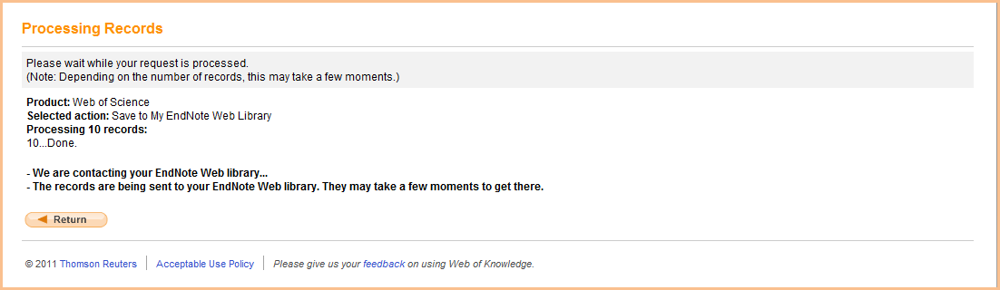 Processing Records
Please wait while your request is processed.
(Note: Depending on the number of records, this may take a few moments.)
Product: Web of Science
Selected action: Save to My EndNote Web Library
Processing 10 records:
10...Done.
- We are contacting your EndNote Web library...
- The records are being sent to your EndNote Web library. They may take a few moments to get there.
Return
© 2011 Thomson Reuters Acceptable Use Policy Please give us your feedback on using Web of Knowledge.